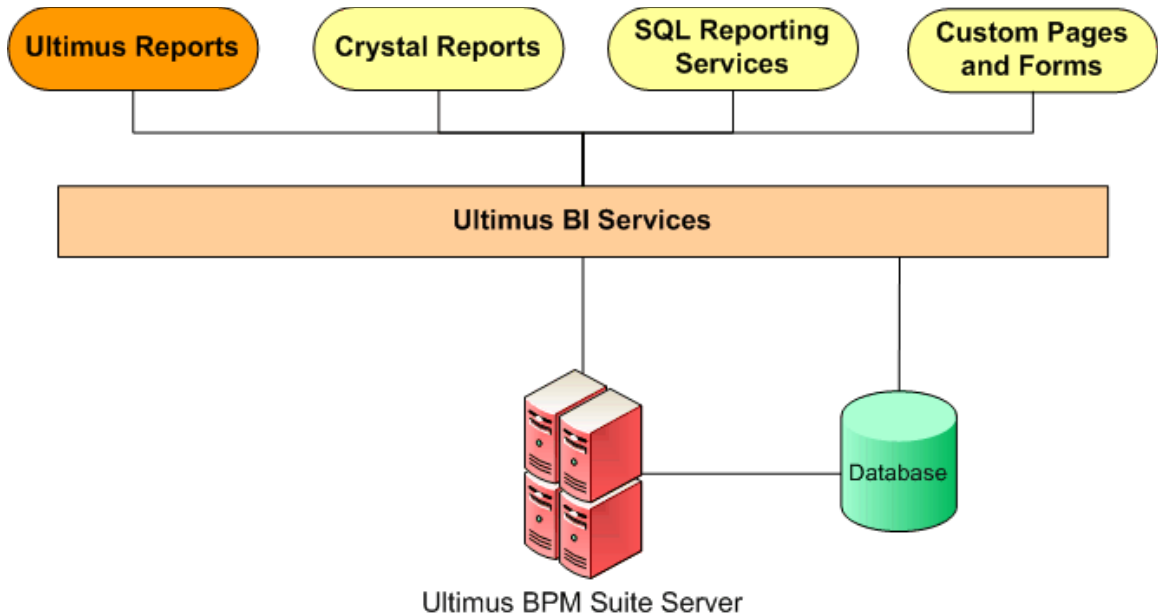 Ultimus Reports
Crystal Reports
SQL Reporting
Services
Custom Pages
and Forms
Ultimus BI Services
Database
Ultimus BPM Suite Server